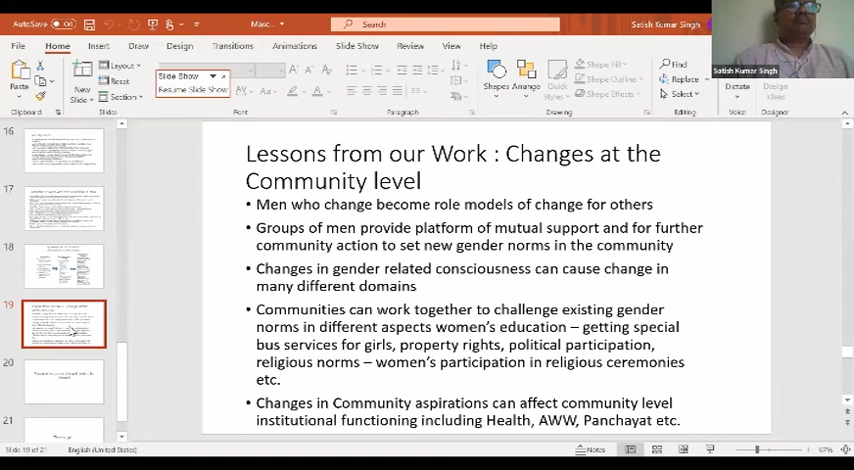 AutoSave Off Masc... Search Satish Kumar Singh
File Home Insert Draw Design Transitions Animations Slide Show Review View Help
Paste
New
Slide
Layout
Reset
Section
Slide Show
Resume Slide Show
Shapes Arrange Quick
Styles
Shape Fill
Shape Outline
Shape Effects
Find
Replace
Select
Dictate
Design
Ideas
Satish Kumar Singh
Clipboard Slides Font Paragraph Drawing Editing Voice Designer
16
17
18
19
20
21
Lessons from our Work : Changes at the
Community level
• Men who change become role models of change for others
• Groups of men provide platform of mutual support and for further
community action to set new gender norms in the community
• Changes in gender related consciousness can cause change in
many different domains
• Communities can work together to challenge existing gender
norms in different aspects women's education – getting special
bus services for girls, property rights, political participation,
religious norms – women's participation in religious ceremonies
etc.
• Changes in Community aspirations can affect community level
institutional functioning including Health, AWW, Panchayat etc.
Slide 19 of 21 English (United States) Notes 67%